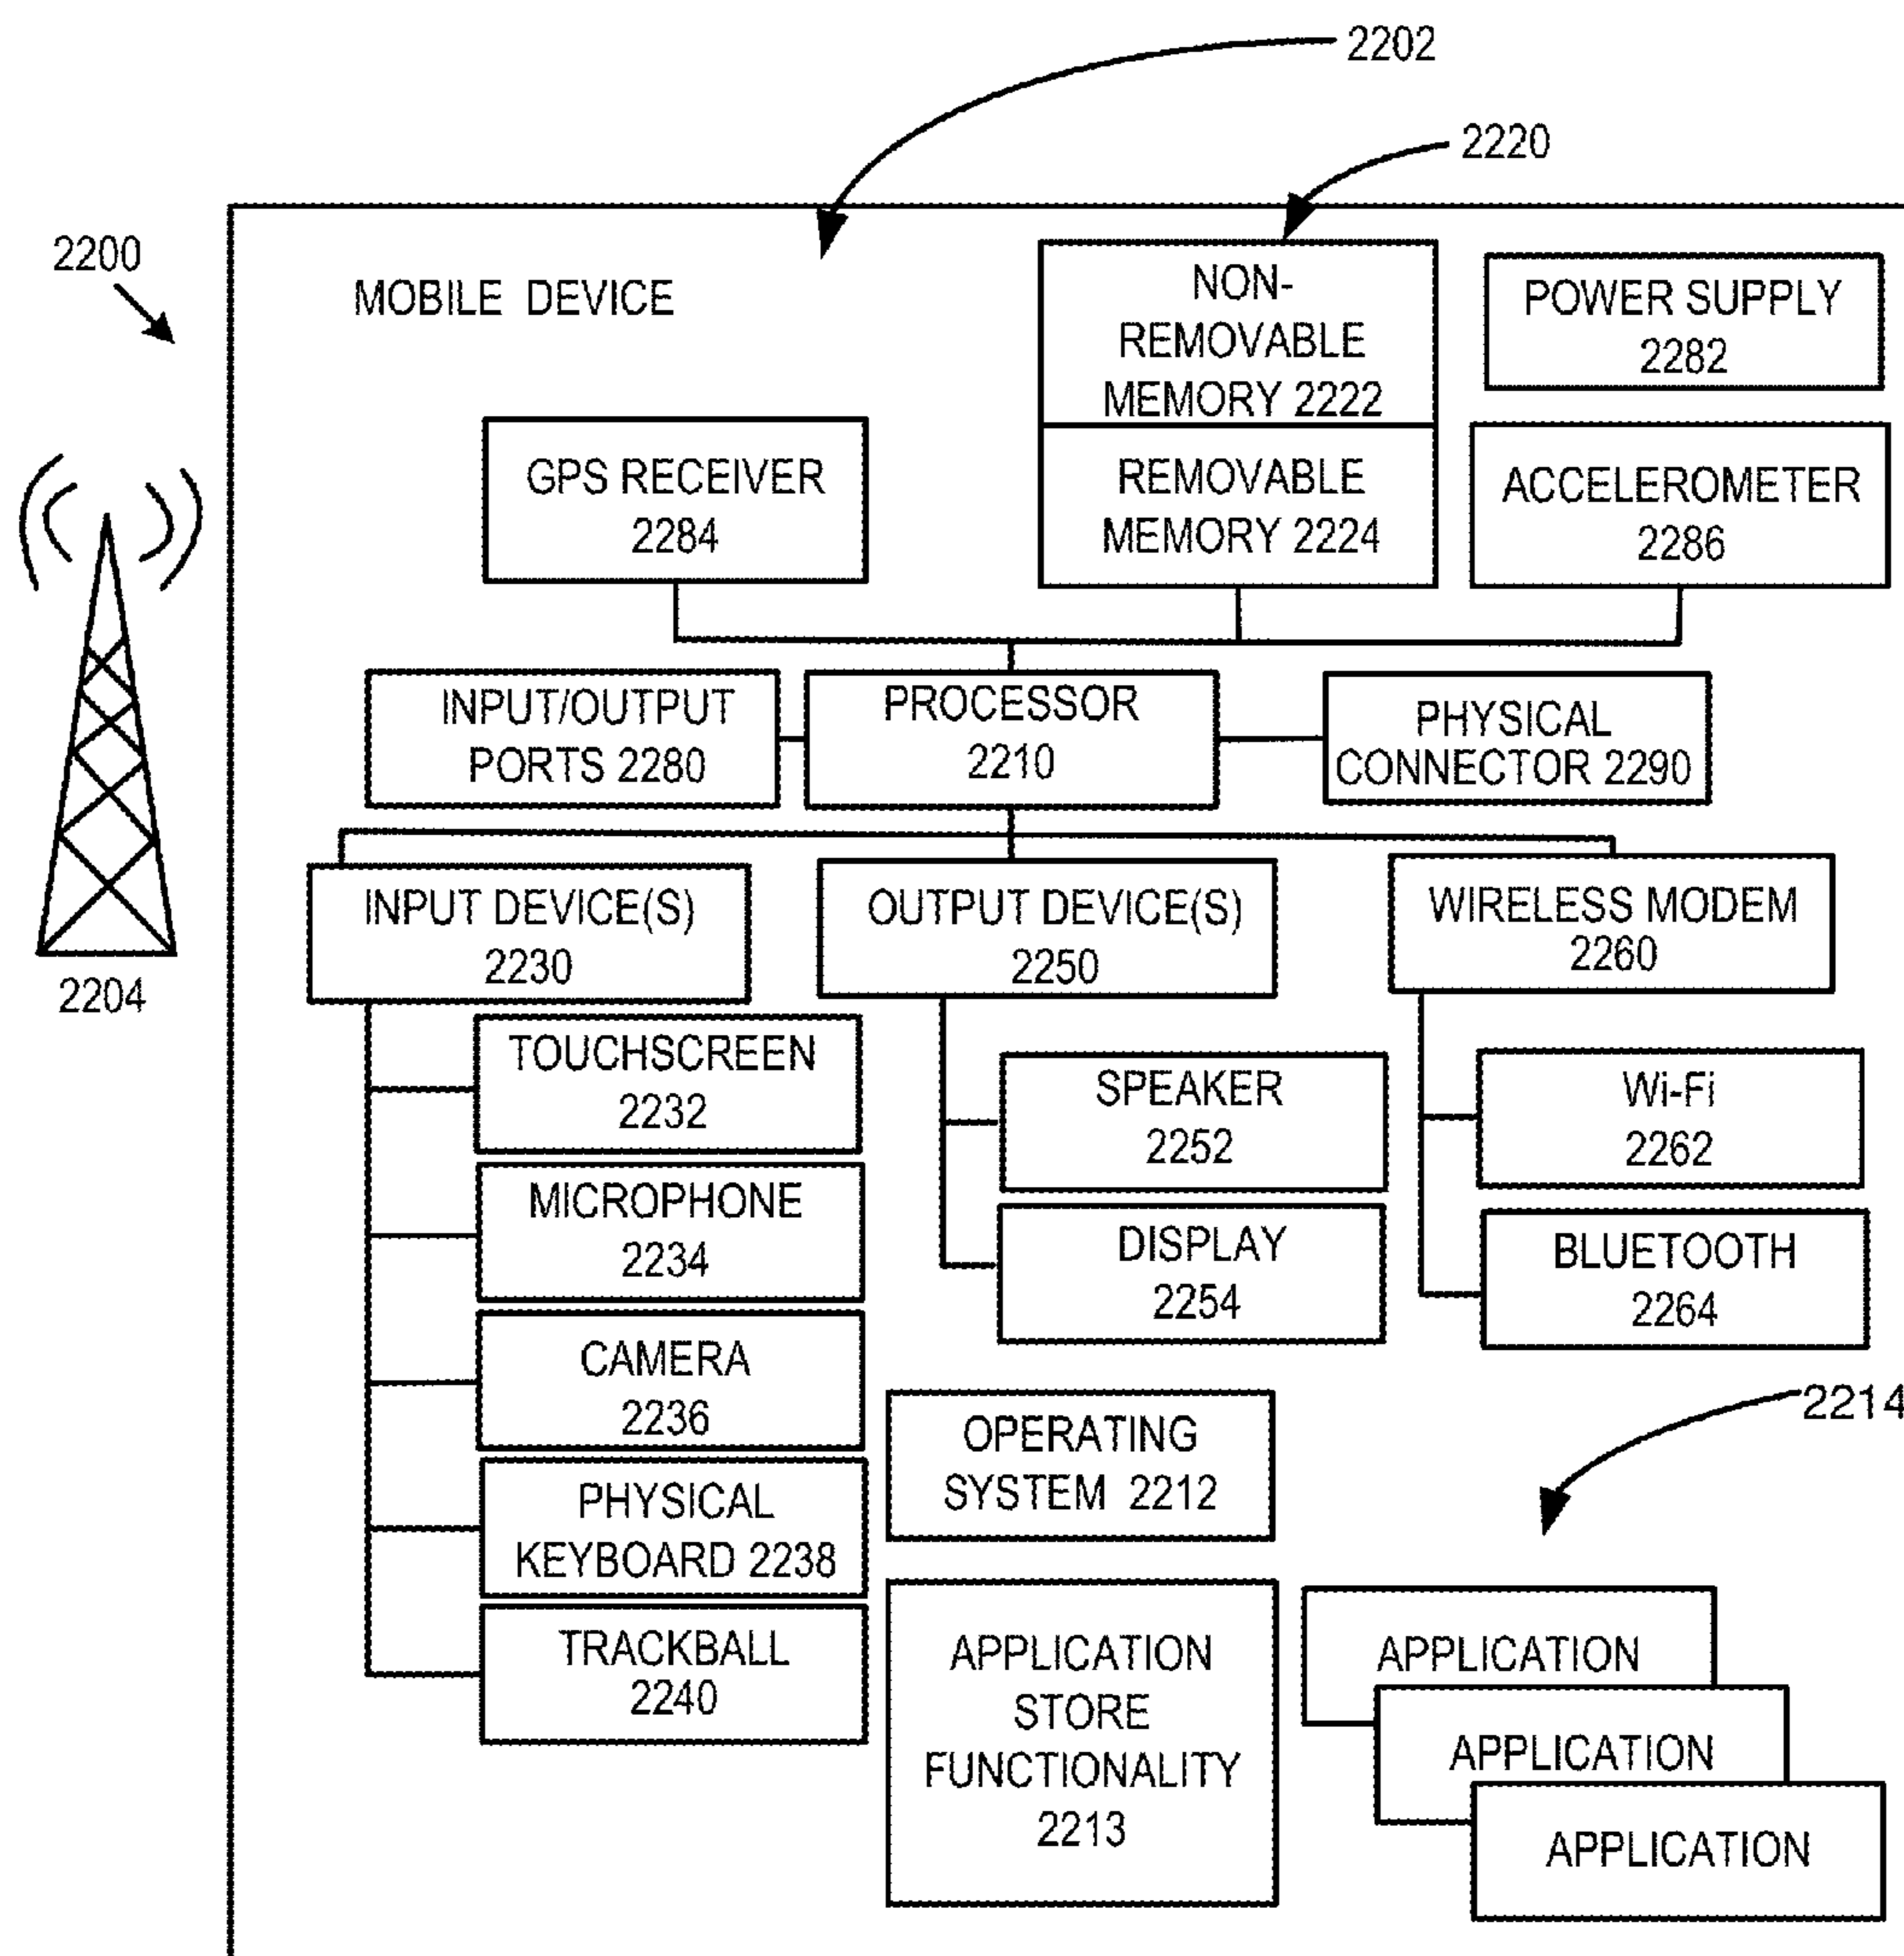 2202
2220
2200
MOBILE DEVICE
NON-
REMOVABLE
MEMORY 2222
POWER SUPPLY
2282
GPS RECEIVER
2284
REMOVABLE
MEMORY 2224
ACCELEROMETER
2286
INPUT/OUTPUT
PORTS 2280
PROCESSOR
2210
PHYSICAL
CONNECTOR 2290
INPUT DEVICE(S)
2230
OUTPUT DEVICE(S)
2250
WIRELESS MODEM
2260
2204
TOUCHSCREEN
2232
MICROPHONE
2234
CAMERA
2236
PHYSICAL
KEYBOARD 2238
TRACKBALL
2240
SPEAKER
2252
DISPLAY
2254
Wi-Fi
2262
BLUETOOTH
2264
OPERATING
SYSTEM 2212
2214
APPLICATION
STORE
FUNCTIONALITY
2213
APPLICATION
APPLICATION
APPLICATION